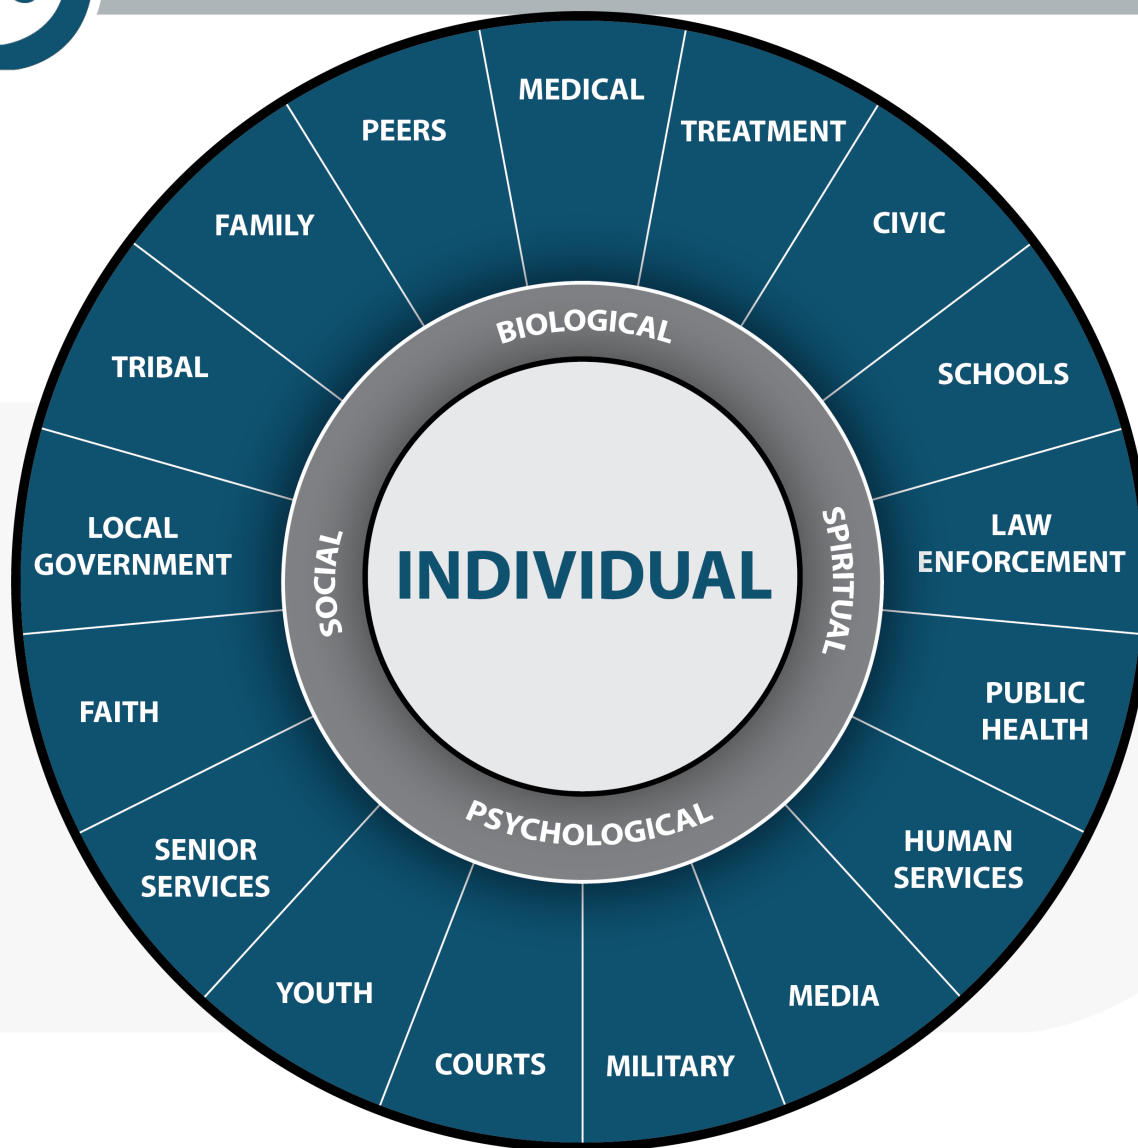 MEDICAL
TREATMENT
CIVIC
SCHOOLS
LAW
ENFORCEMENT
PUBLIC
HEALTH
HUMAN
SERVICES
MEDIA
MILITARY
COURTS
YOUTH
SENIOR
SERVICES
FAITH
LOCAL
GOVERNMENT
TRIBAL
FAMILY
PEERS
BIOLOGICAL
SPIRITUAL
PSYCHOLOGICAL
SOCIAL
INDIVIDUAL